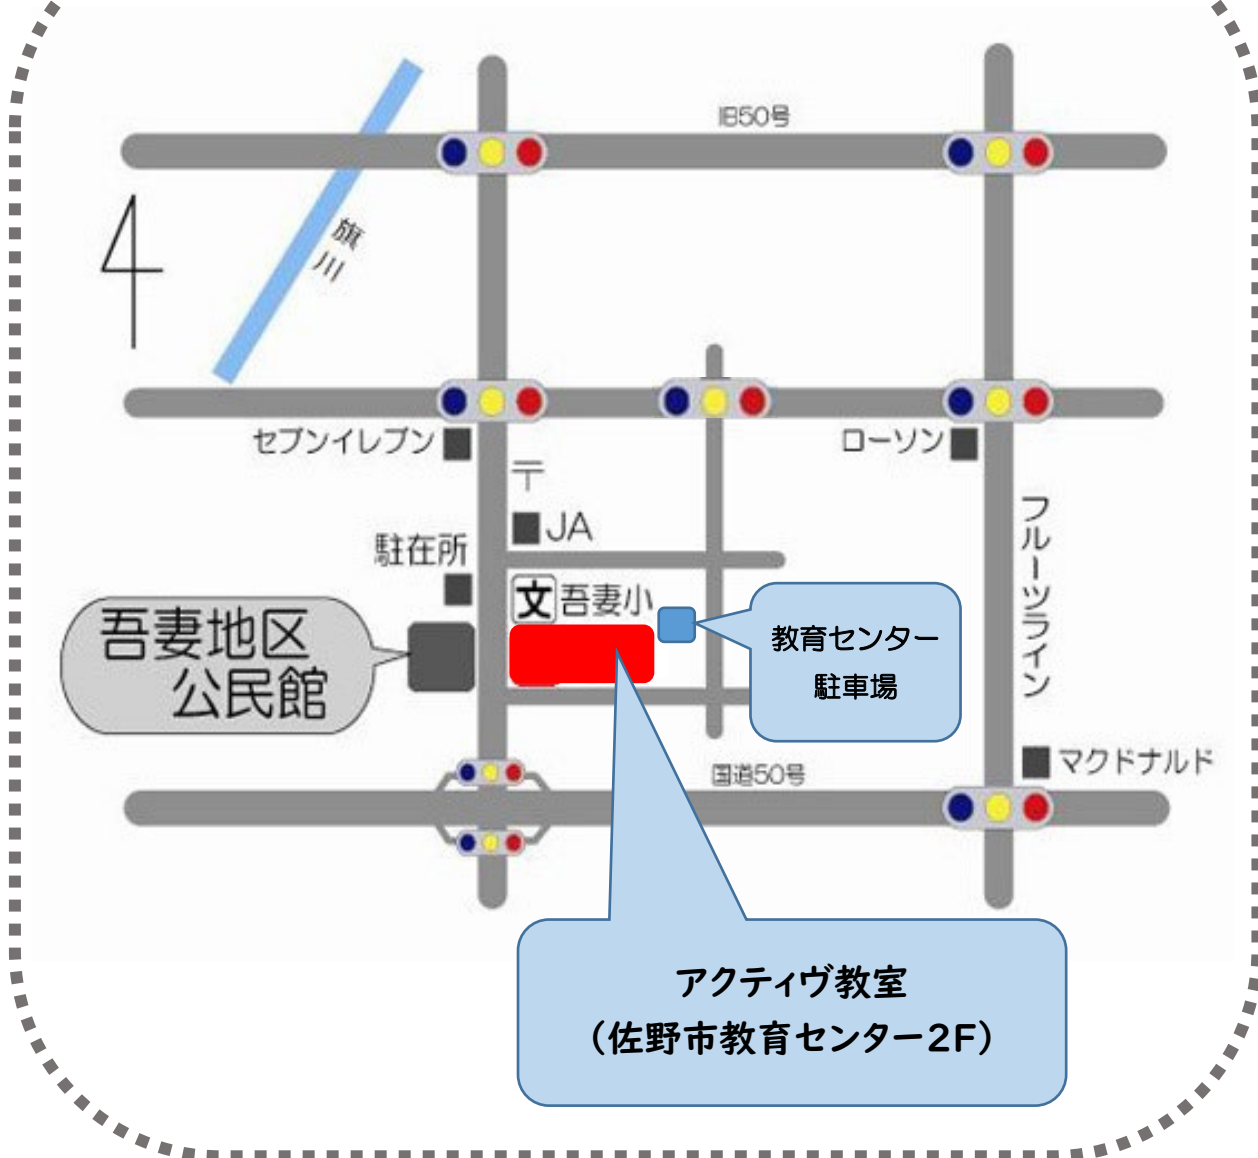 旧50号
旗川
セブンイレブン
ローソン
〒
JA
駐在所
文 吾妻小
フルーツライン
吾妻地区
公民館
教育センター
駐車場
マクドナルド
国道50号
アクティヴ教室
(佐野市教育センター2F)